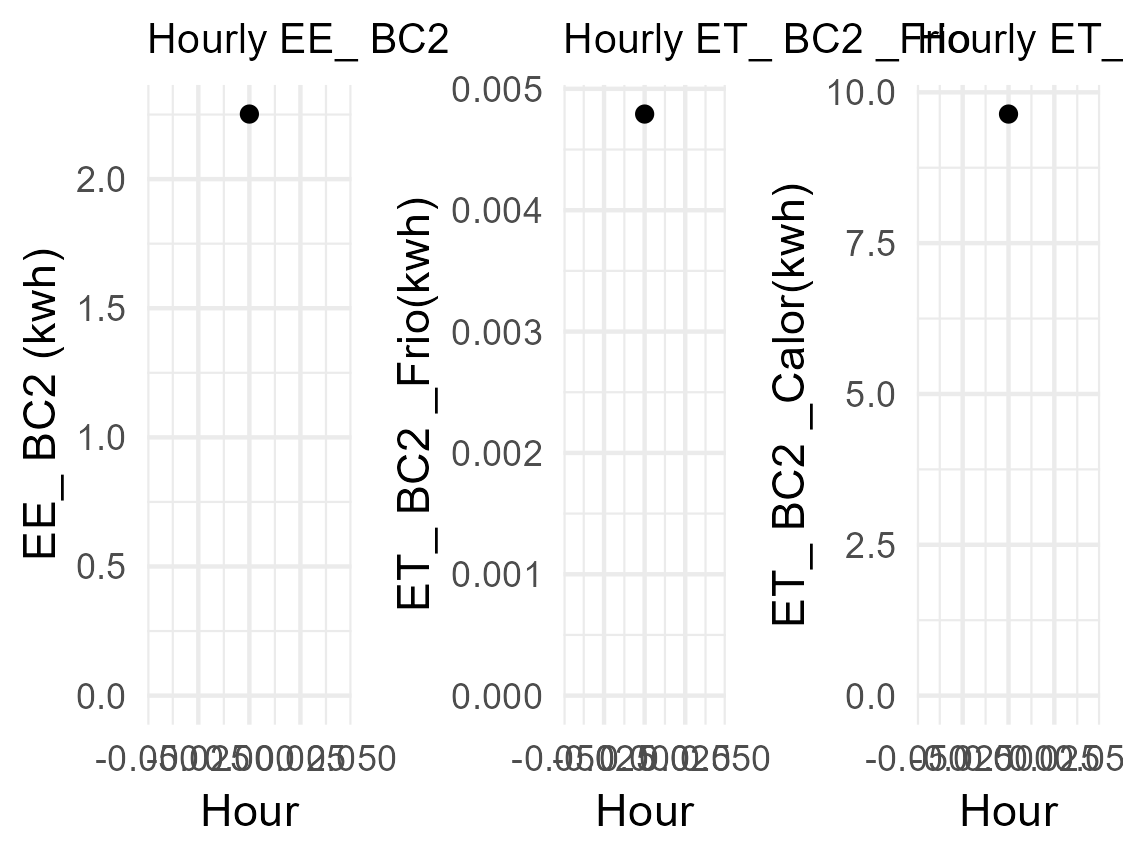 Hourly EE_ BC2
Hourly ET_ BC2 _Frio
Hourly ET_
EE_ BC2 (kwh)
2.0
1.5
1.0
0.5
0.0
Hour
ET_ BC2 _Frio(kwh)
0.005
0.004
0.003
0.002
0.001
0.000
Hour
ET_ BC2 _Calor(kwh)
10.0
7.5
5.0
2.5
0.0
Hour